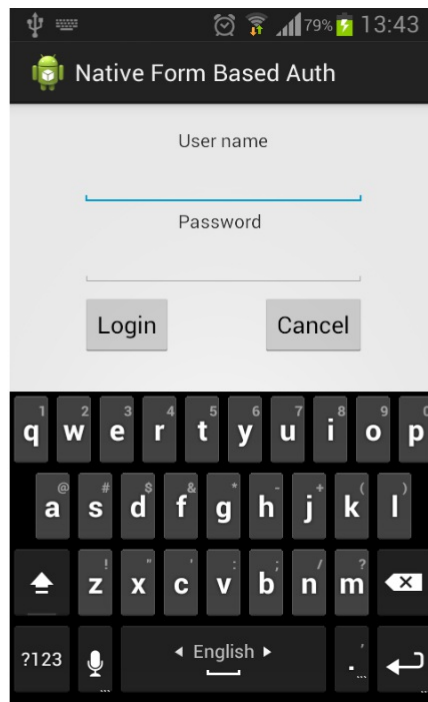 79% 13:43
Native Form Based Auth
User name
Password
Login Cancel
1 2 3 4 5 6 7 8 9 0
q w e r t y u i o p
@ # $ & * - + ( )
a s d f g h j k l
! " ' : ; / ?
z x c v b n m
?123 English . '